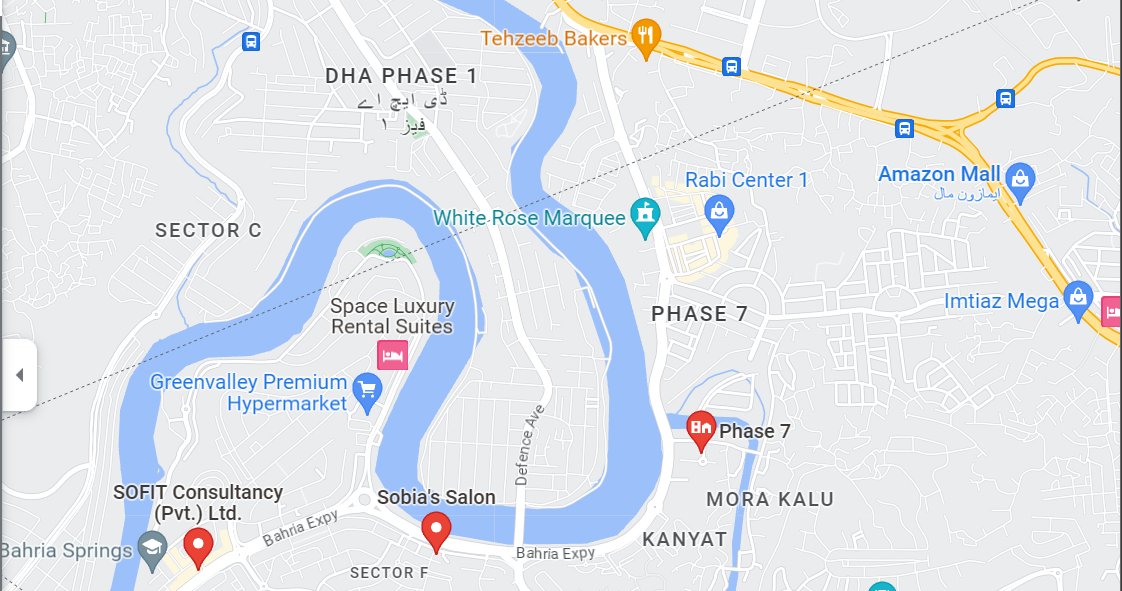 Tehzeeb Bakers
DHA PHASE 1
ڈی ایچ اے
فیز ۱
Rabi Center 1
Amazon Mall
ایمازون مال
White Rose Marquee
SECTOR C
Imtiaz Mega
PHASE 7
Space Luxury
Rental Suites
Greenvalley Premium
Hypermarket
Defence Ave
Phase 7
SOFIT Consultancy
(Pvt.) Ltd.
Sobia's Salon
MORA KALU
Bahria Expy
KANYAT
Bahria Springs
Bahria Expy
SECTOR F